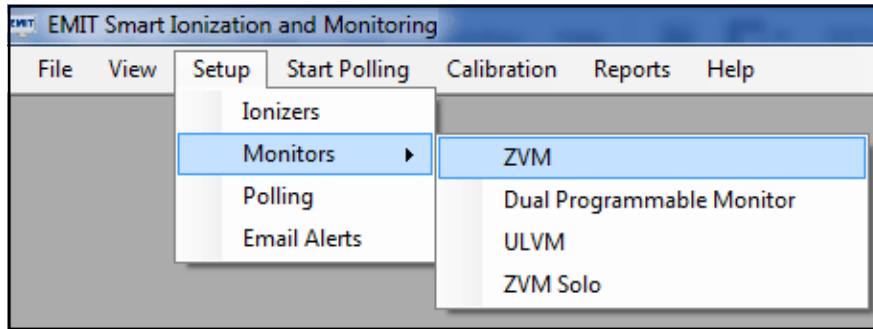 EMIT EMIT Smart Ionization and Monitoring
File View Setup Start Polling Calibration Reports Help
Ionizers
Monitors
Polling
Email Alerts
ZVM
Dual Programmable Monitor
ULVM
ZVM Solo